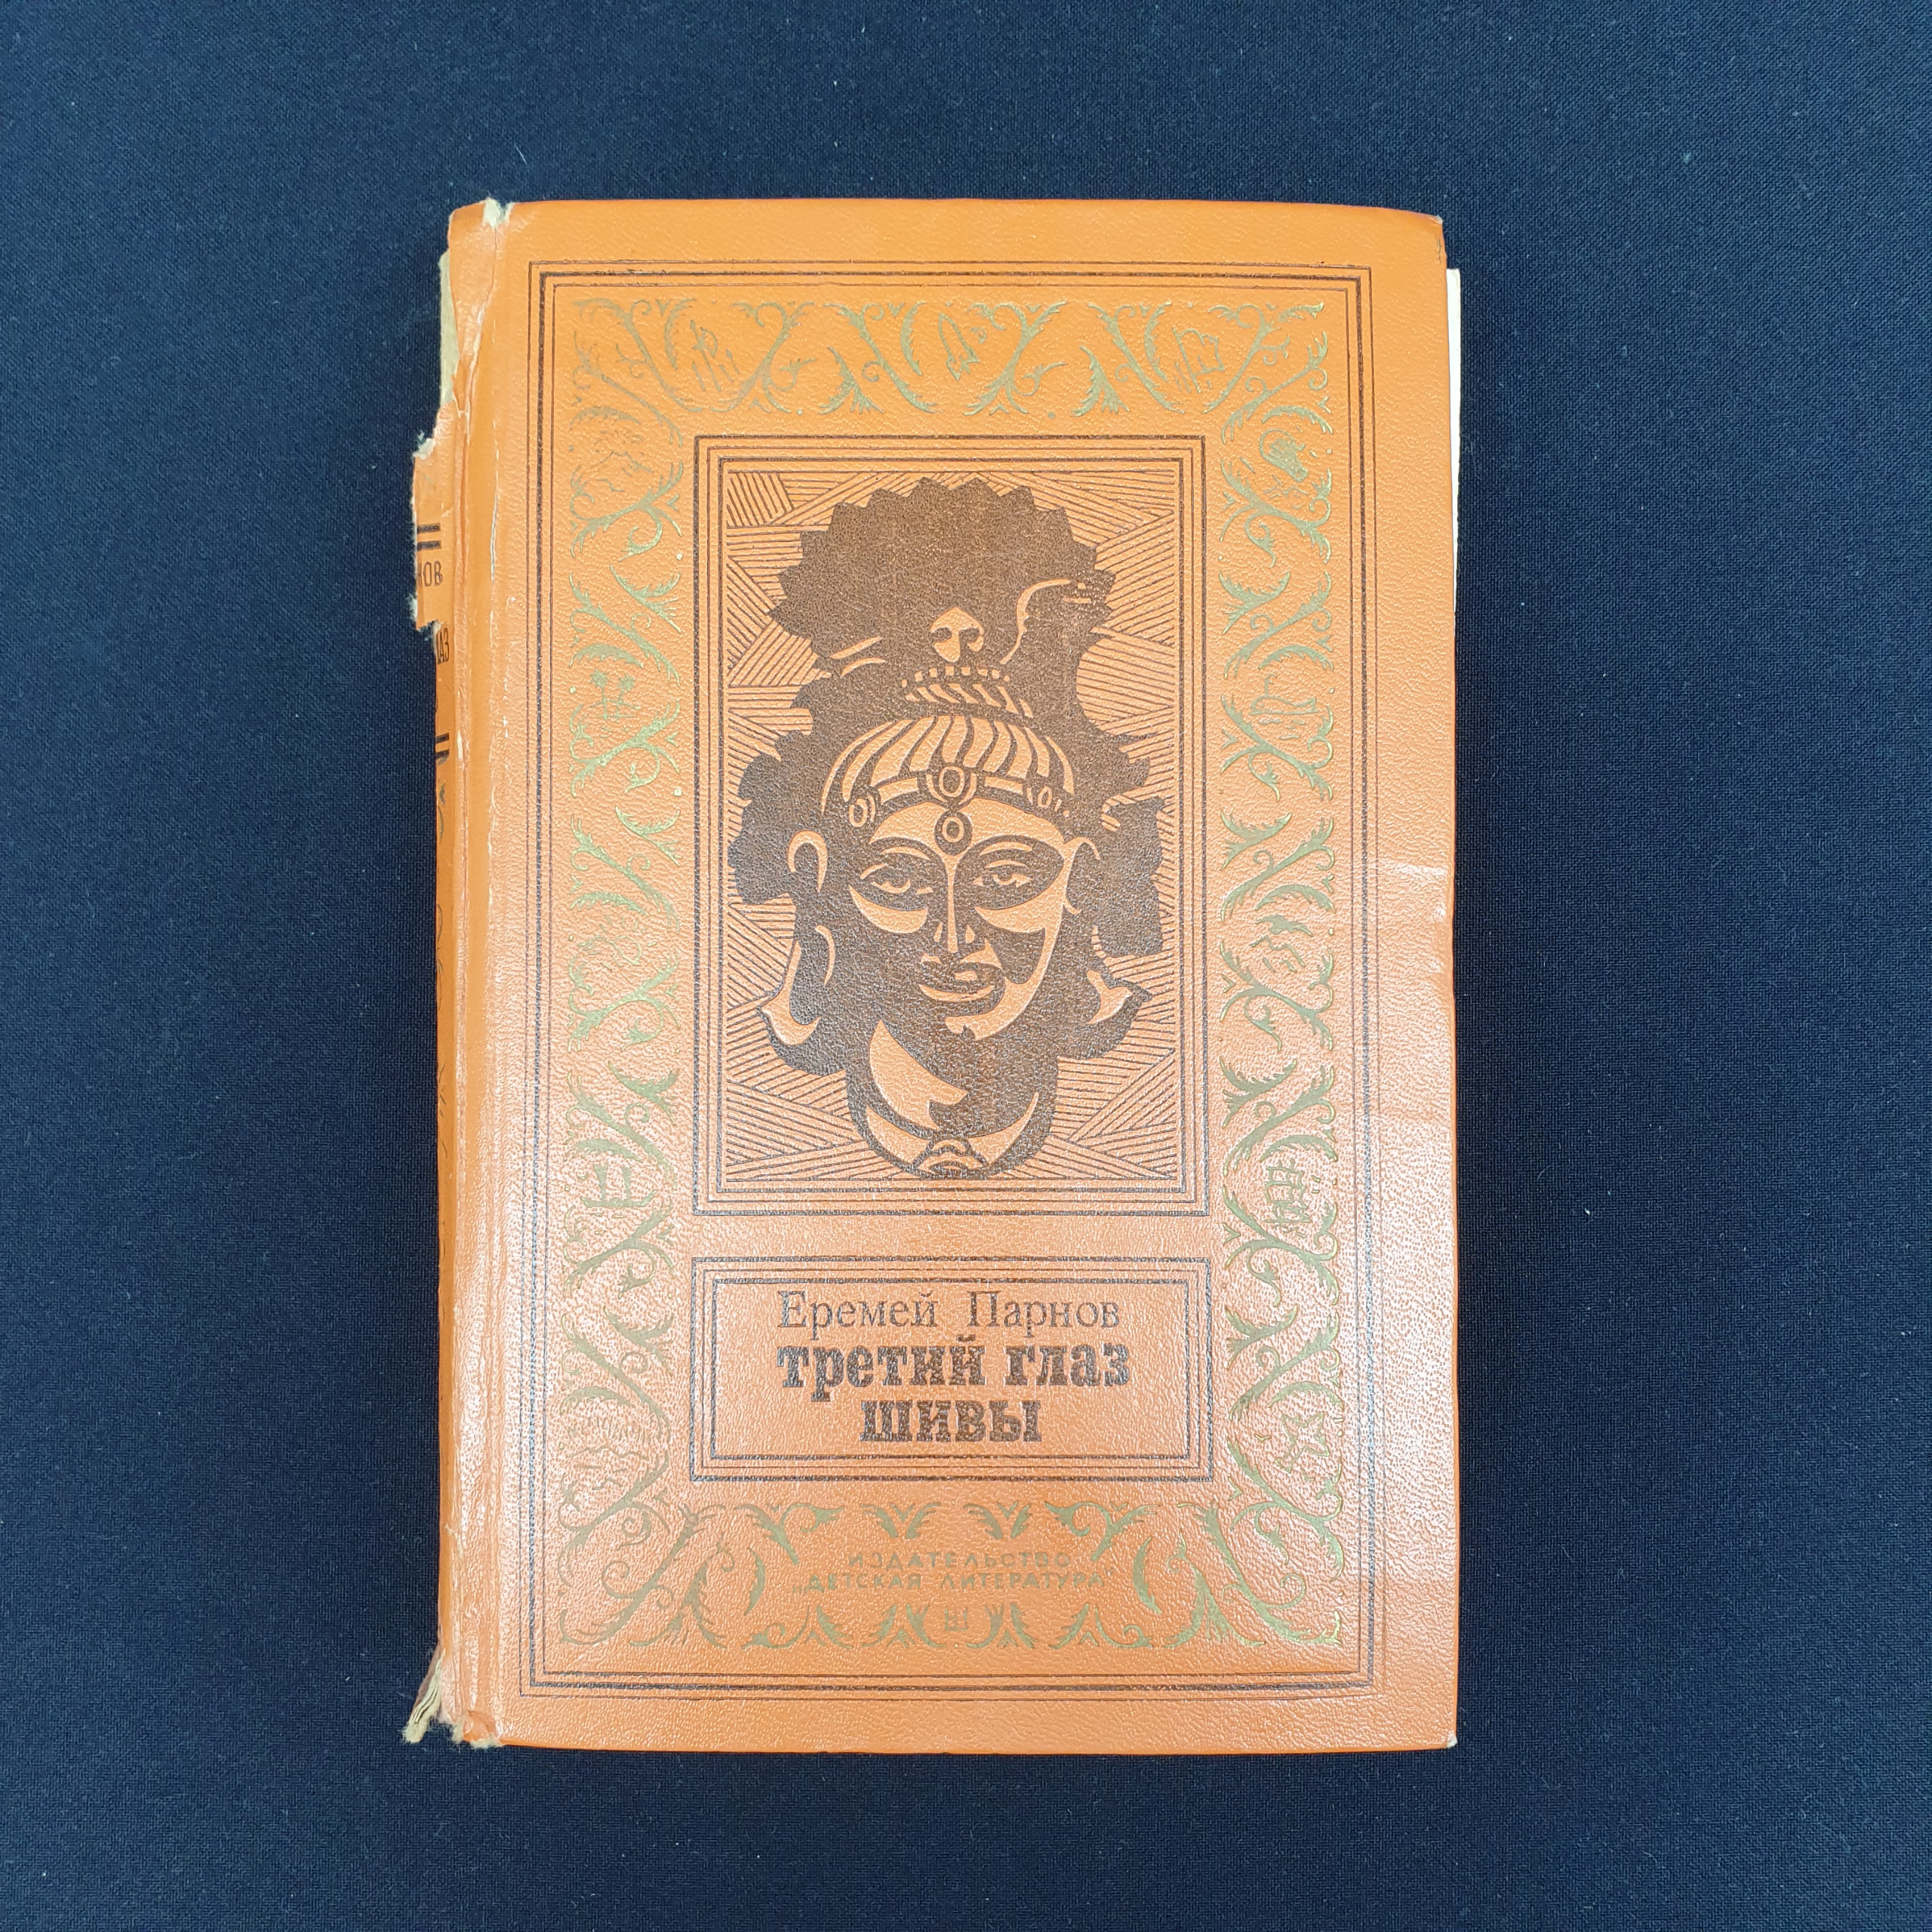 Еремей Парнов
третий глаз
шивы
ИЗДАТЕЛЬСТВО
„ДЕТСКАЯ ЛИТЕРАТУРА"